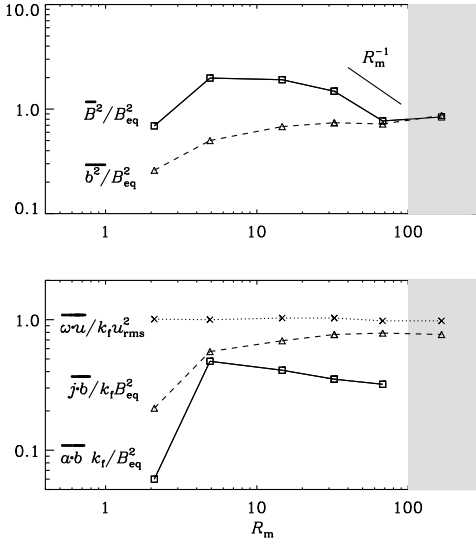 10.0
R_m^{-1}
1.0
\overline{B}^2/B_{eq}^2
\overline{b^2}/B_{eq}^2
0.1
1 10 100
1.0
\overline{ω·u}/k_f u_{rms}^2
\overline{j·b}/k_f B_{eq}^2
0.1
\overline{a·b} k_f/B_{eq}^2
1 10 100
R_m